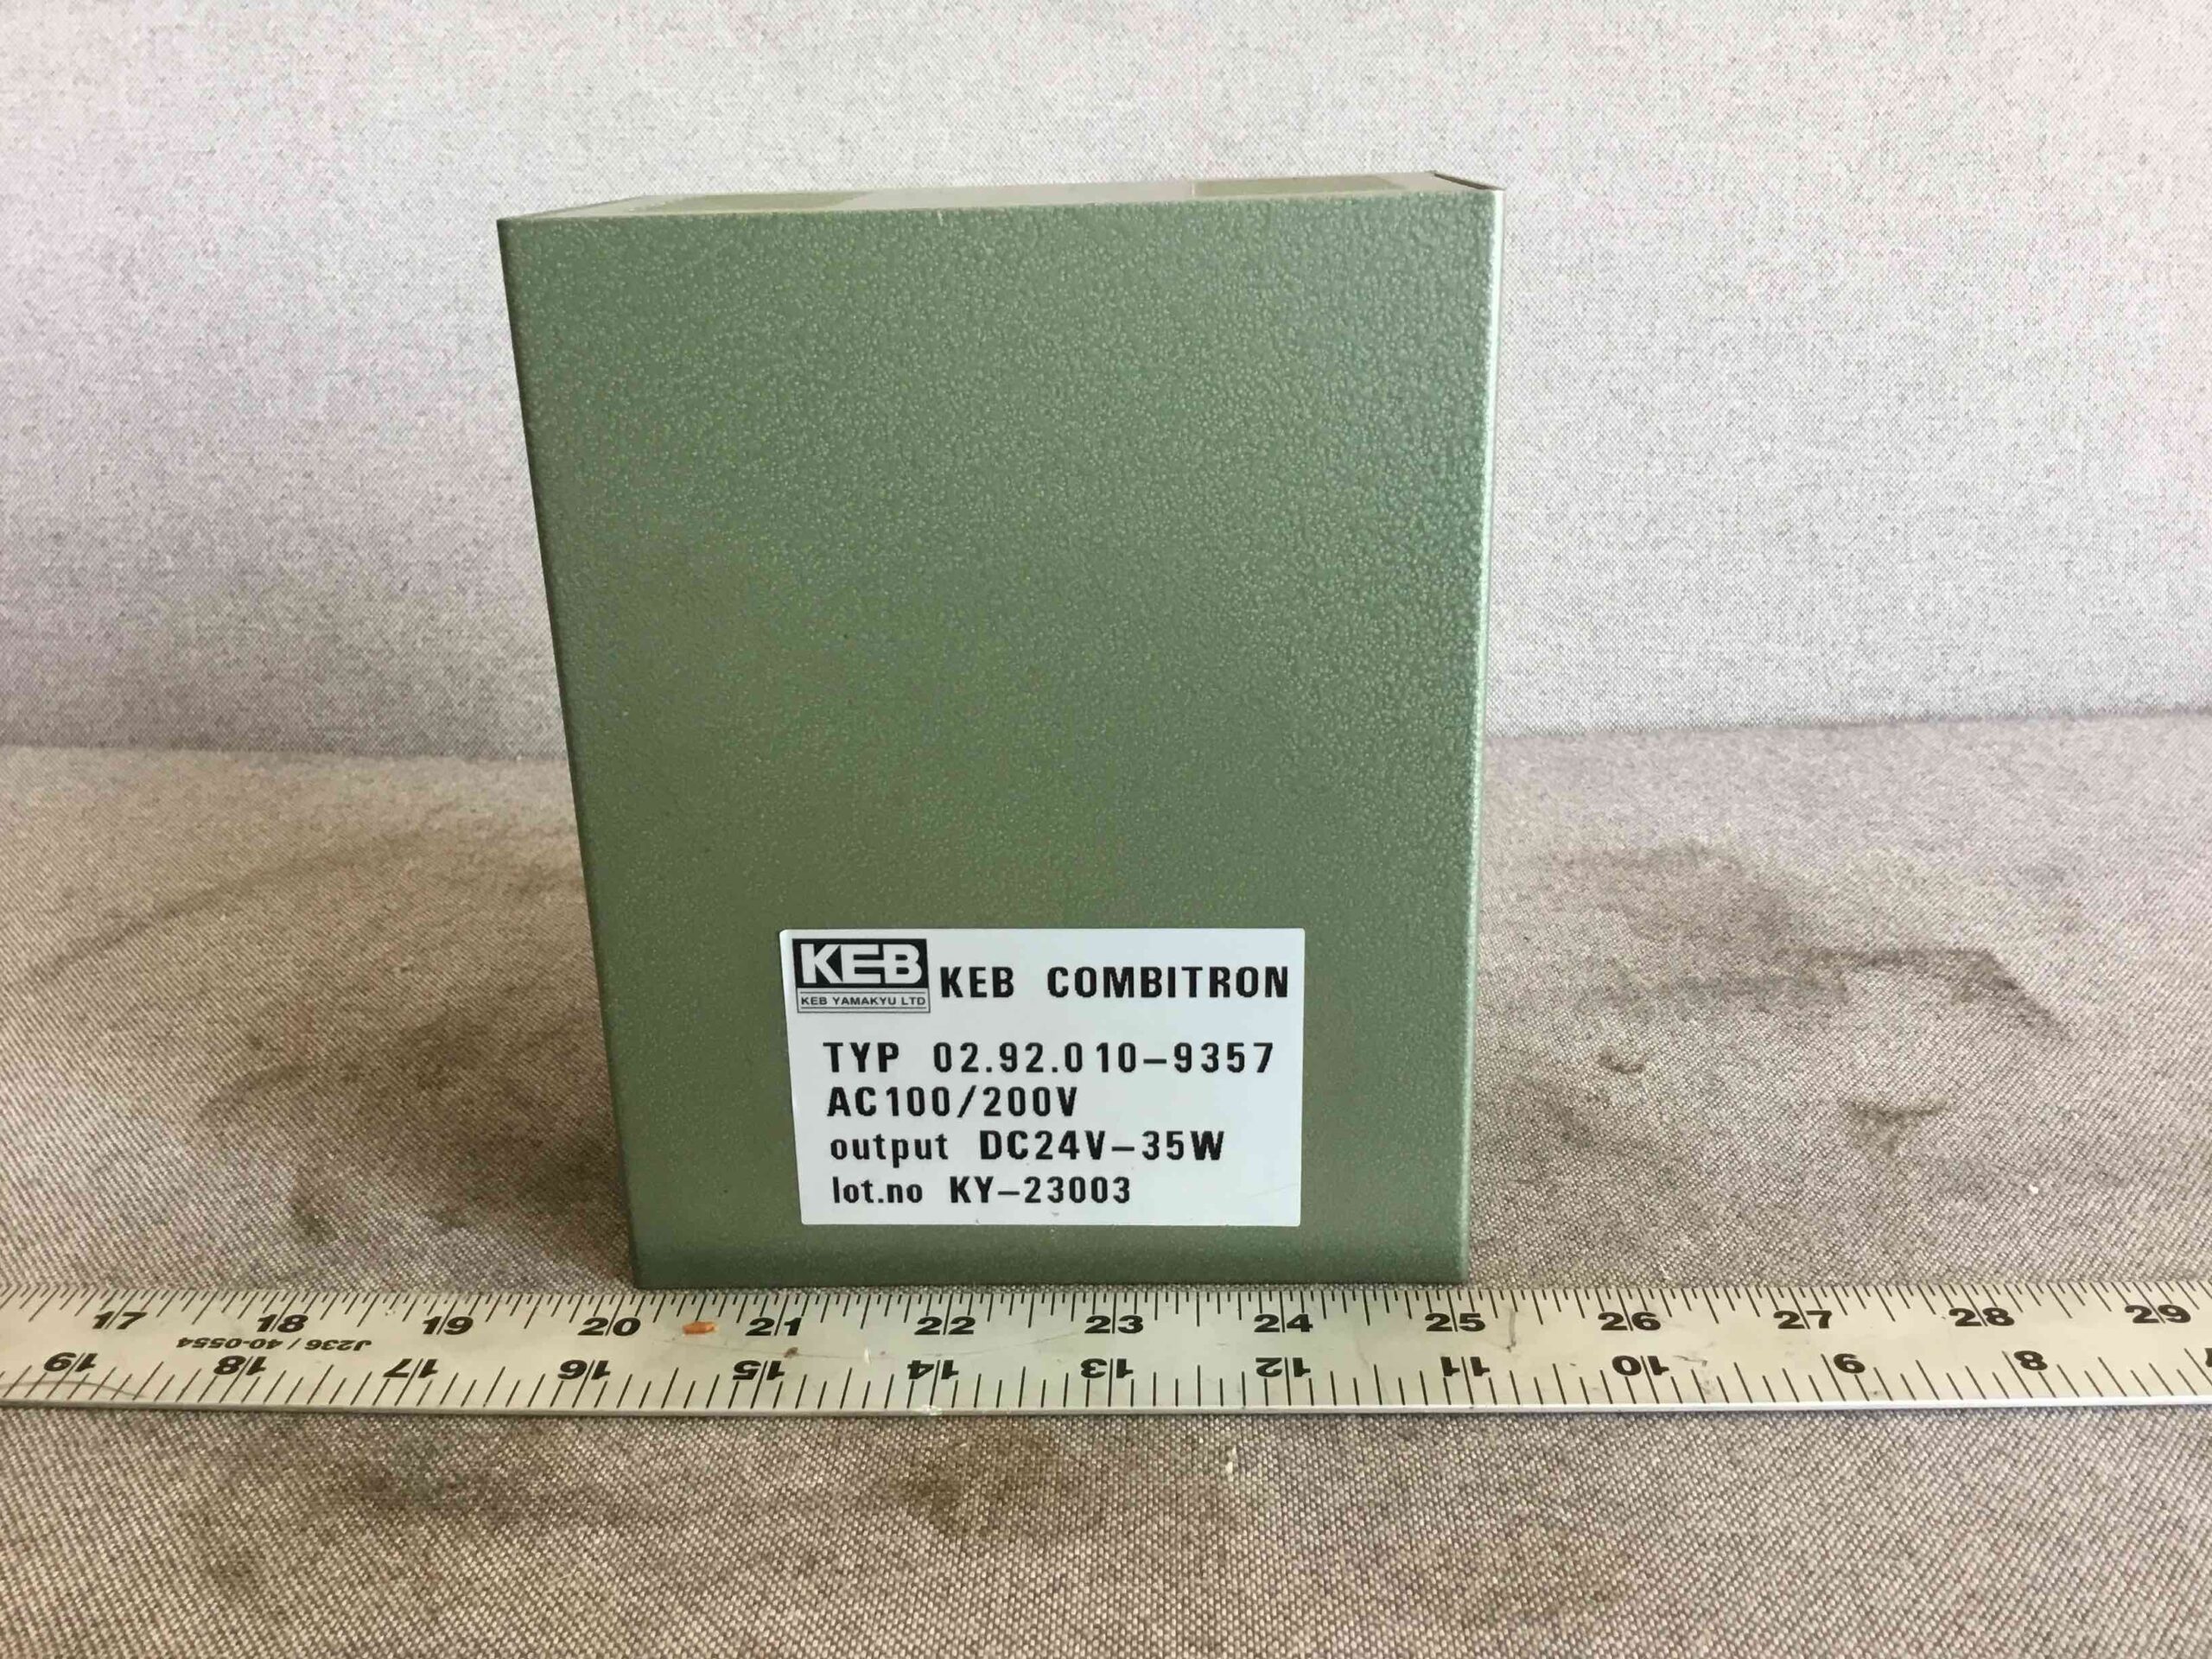 KEB
KEB YAMAKYU LTD
KEB COMBITRON
TYP 02.92.010-9357
AC100/200V
output DC24V-35W
lot.no KY-23003
17 18 19 20 21 22 23 24 25 26 27 28 29
J236 / 40-0554
19 18 17 16 15 14 13 12 11 10 9 8